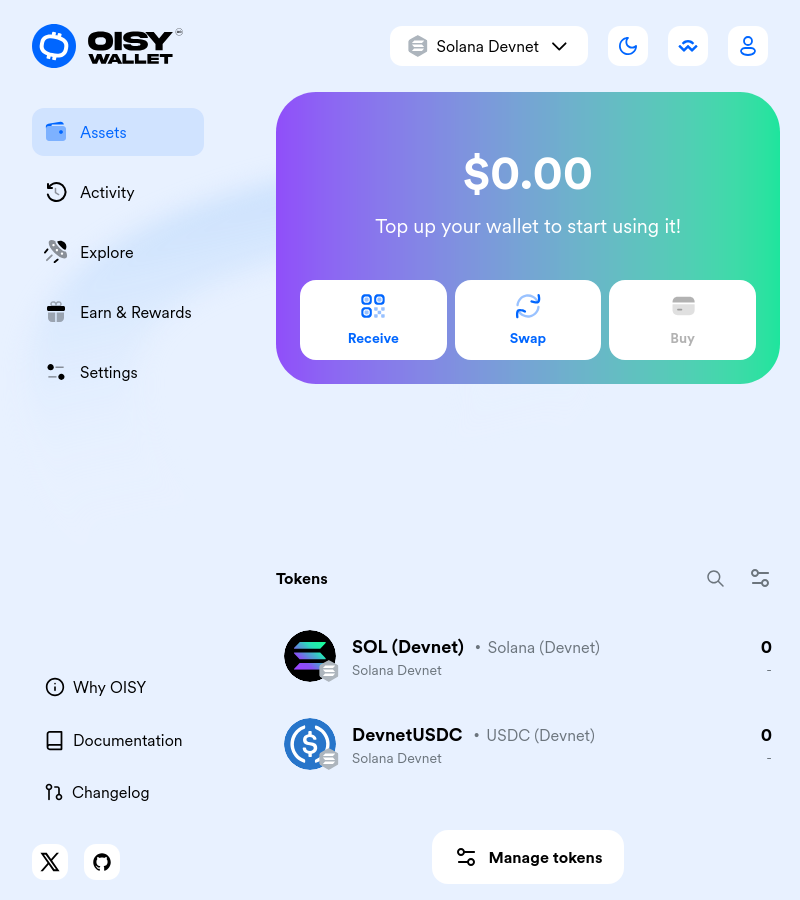 OISY
WALLET
Solana Devnet
Assets
Activity
Explore
Earn & Rewards
Settings
$0.00
Top up your wallet to start using it!
Receive
Swap
Buy
Tokens
SOL (Devnet) • Solana (Devnet) 0
Solana Devnet -
DevnetUSDC • USDC (Devnet) 0
Solana Devnet -
Manage tokens
Why OISY
Documentation
Changelog